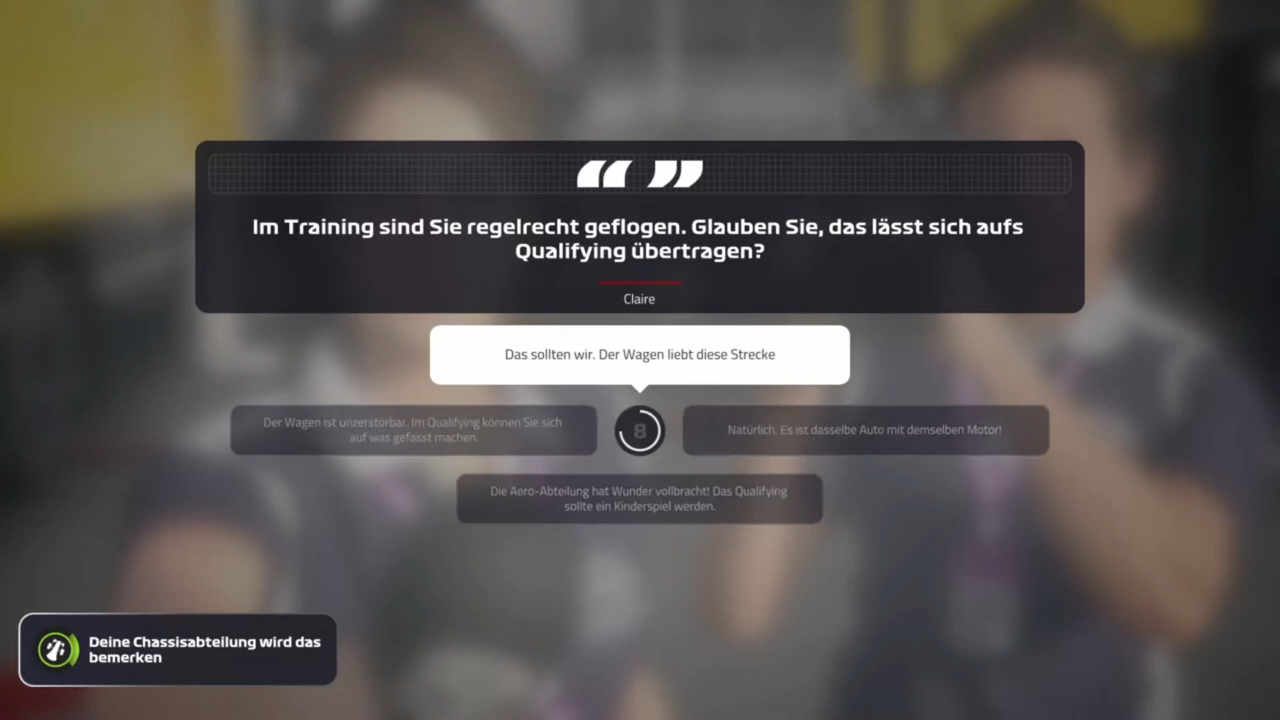 “ ”
Im Training sind Sie regelrecht geflogen. Glauben Sie, das lässt sich aufs
Qualifying übertragen?
Claire
Das sollten wir. Der Wagen liebt diese Strecke
Der Wagen ist unzerstörbar. Im Qualifying können Sie sich
auf was gefasst machen.
8
Natürlich. Es ist dasselbe Auto mit demselben Motor!
Die Aero-Abteilung hat Wunder vollbracht! Das Qualifying
sollte ein Kinderspiel werden.
Deine Chassisabteilung wird das
bemerken